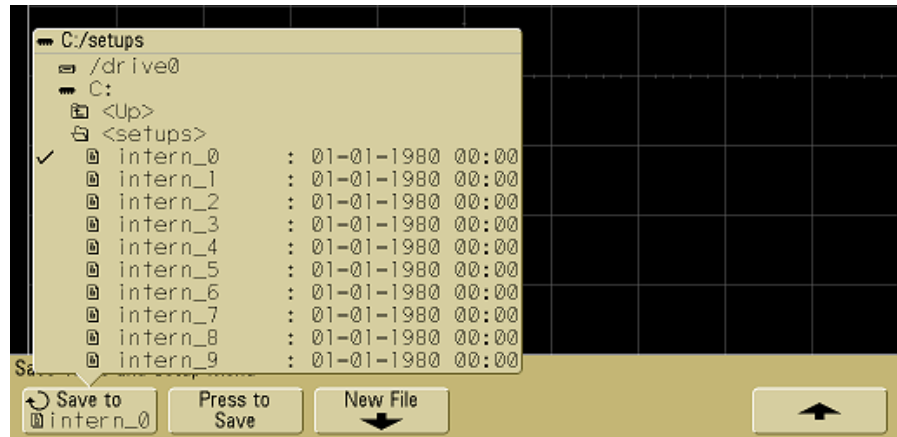 C:/setups
/drive0
C:
<Up>
<setups>
intern_0 : 01-01-1980 00:00
intern_1 : 01-01-1980 00:00
intern_2 : 01-01-1980 00:00
intern_3 : 01-01-1980 00:00
intern_4 : 01-01-1980 00:00
intern_5 : 01-01-1980 00:00
intern_6 : 01-01-1980 00:00
intern_7 : 01-01-1980 00:00
intern_8 : 01-01-1980 00:00
intern_9 : 01-01-1980 00:00
Save to
intern_0
Press to
Save
New File